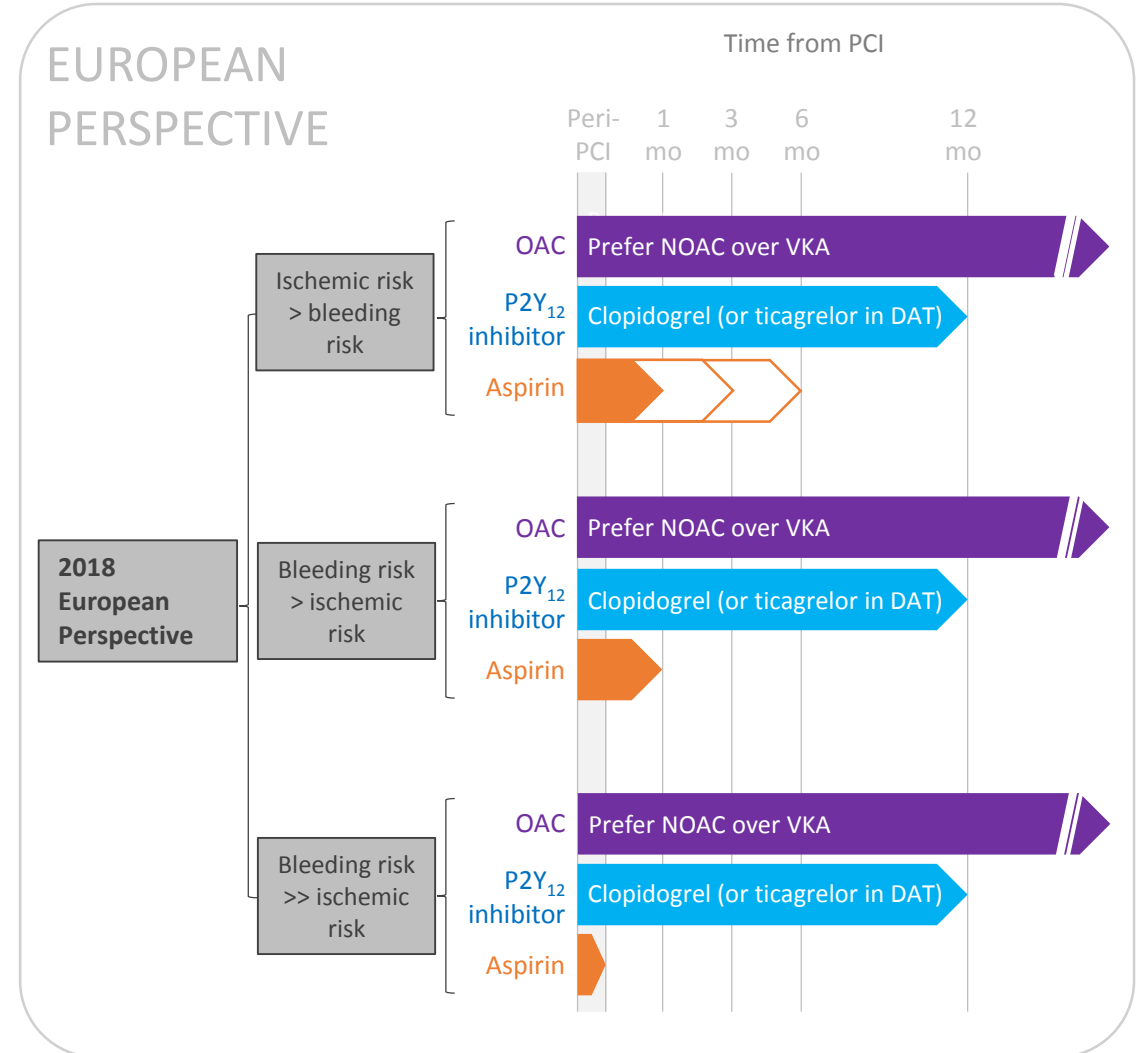 EUROPEAN
PERSPECTIVE
Time from PCI
Peri-
PCI
1
mo
3
mo
6
mo
12
mo
2018
European
Perspective
Ischemic risk
> bleeding
risk
OAC
Prefer NOAC over VKA
P2Y₁₂
inhibitor
Clopidogrel (or ticagrelor in DAT)
Aspirin
Bleeding risk
> ischemic
risk
OAC
Prefer NOAC over VKA
P2Y₁₂
inhibitor
Clopidogrel (or ticagrelor in DAT)
Aspirin
Bleeding risk
>> ischemic
risk
OAC
Prefer NOAC over VKA
P2Y₁₂
inhibitor
Clopidogrel (or ticagrelor in DAT)
Aspirin